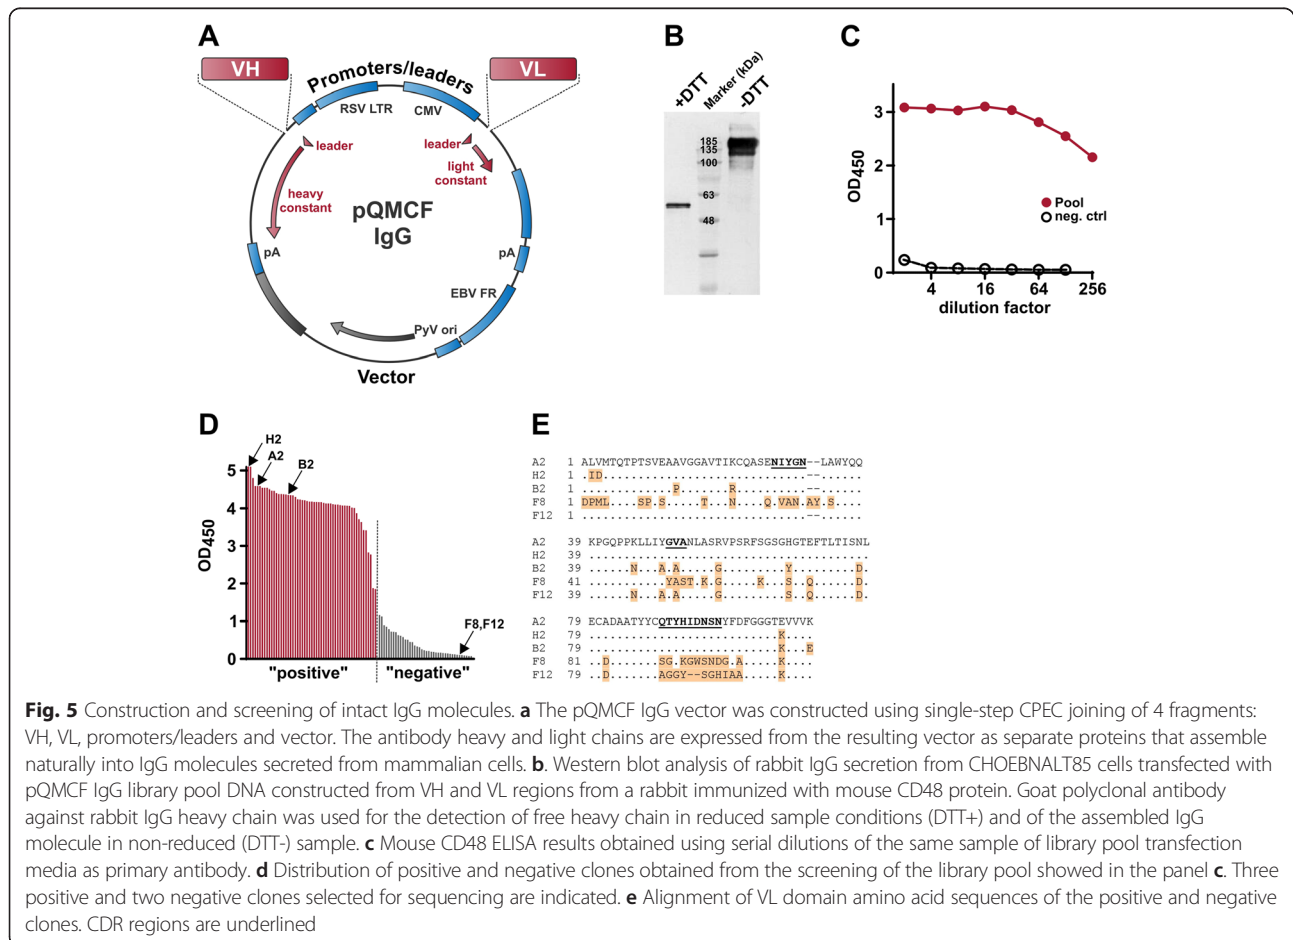 A
VH
VL
Promoters/leaders
RSV LTR
CMV
leader
leader
light
constant
heavy
constant
pQMCF
IgG
pA
pA
EBV FR
PyV ori
Vector
B
+DTT
Marker (kDa)
-DTT
185
135
100
63
48
C
OD450
3
2
1
0
Pool
neg. ctrl
4 16 64 256
dilution factor
D
OD450
5
4
3
2
1
0
H2
A2
B2
F8,F12
"positive" "negative"
E
A2 1 ALVMTQTPTSVEAAVGGAVTIKCQASENIYGN--LAWYQQ
H2 1 .ID.............................--......
B2 1 .............P.......R..........--......
F8 1 DPML....SP.S.....T...N....Q.VAN.AY.S....
F12 1 ................................--......
A2 39 KPGQPPKLLIYGVANLASRVPSRFSGSGHGTEFTLTISNL
H2 39 ........................................
B2 39 ......N...A.A.....G.........Y.........D.
F8 41 ...........YAST.K.G.....K...S..Q......D.
F12 39 ......N...A.A.....G.........S..Q......D.
A2 79 ECADAATYYCQTYHIDNSNYFDFGGGTEVVVK
H2 79 ...........................K....
B2 79 ...........................K...E
F8 81 ..D.......SG.KGWSNDG.A.....K....
F12 79 ..D.......AGGY--SGHIAA.....K....
Fig. 5 Construction and screening of intact IgG molecules. a The pQMCF IgG vector was constructed using single-step CPEC joining of 4 fragments:
VH, VL, promoters/leaders and vector. The antibody heavy and light chains are expressed from the resulting vector as separate proteins that assemble
naturally into IgG molecules secreted from mammalian cells. b. Western blot analysis of rabbit IgG secretion from CHOEBNALT85 cells transfected with
pQMCF IgG library pool DNA constructed from VH and VL regions from a rabbit immunized with mouse CD48 protein. Goat polyclonal antibody
against rabbit IgG heavy chain was used for the detection of free heavy chain in reduced sample conditions (DTT+) and of the assembled IgG
molecule in non-reduced (DTT-) sample. c Mouse CD48 ELISA results obtained using serial dilutions of the same sample of library pool transfection
media as primary antibody. d Distribution of positive and negative clones obtained from the screening of the library pool showed in the panel c. Three
positive and two negative clones selected for sequencing are indicated. e Alignment of VL domain amino acid sequences of the positive and negative
clones. CDR regions are underlined